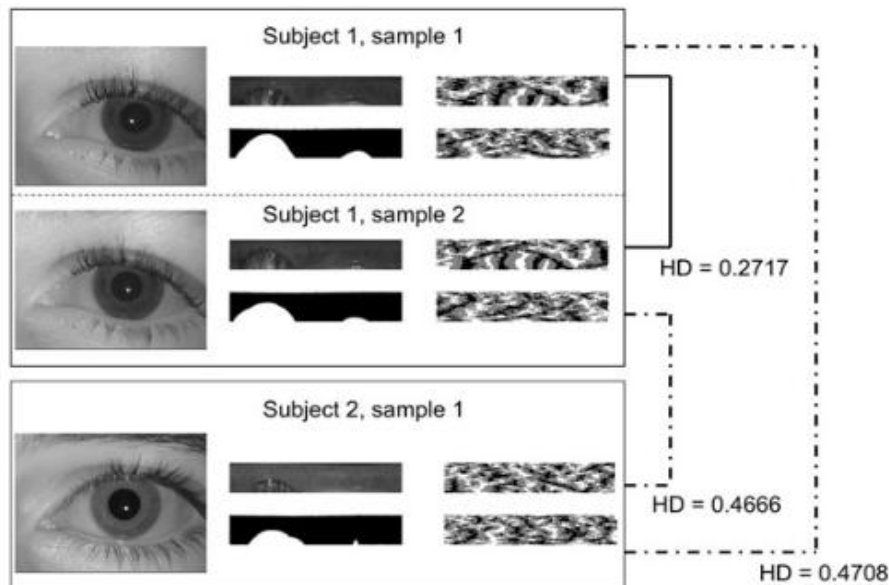 Subject 1, sample 1
Subject 1, sample 2
HD = 0.2717
Subject 2, sample 1
HD = 0.4666
HD = 0.4708